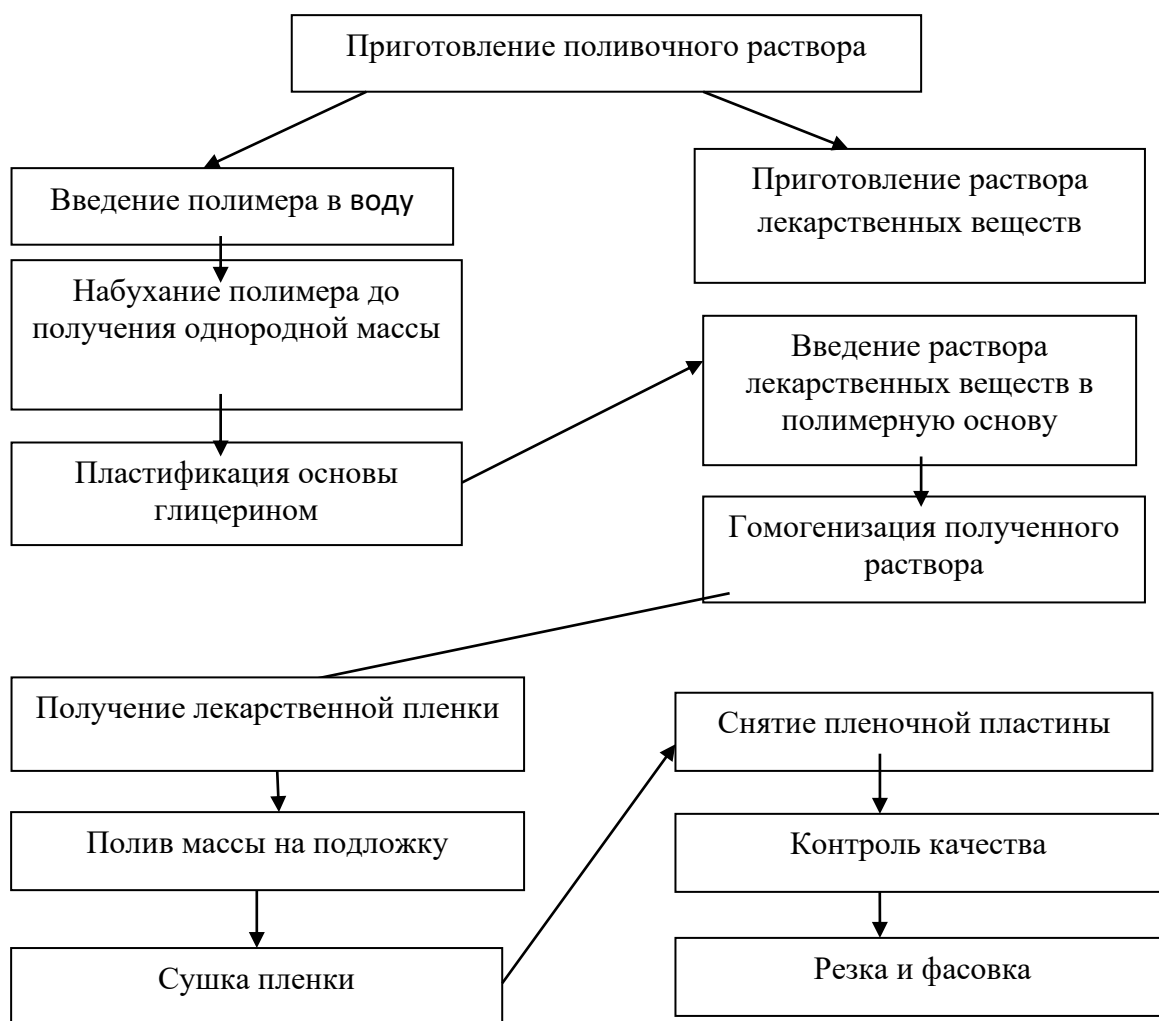 Приготовление поливочного раствора
Введение полимера в воду
Приготовление раствора
лекарственных веществ
Набухание полимера до
получения однородной массы
Введение раствора
лекарственных веществ в
полимерную основу
Пластификация основы
глицерином
Гомогенизация полученного
раствора
Получение лекарственной пленки
Снятие пленочной пластины
Полив массы на подложку
Контроль качества
Сушка пленки
Резка и фасовка